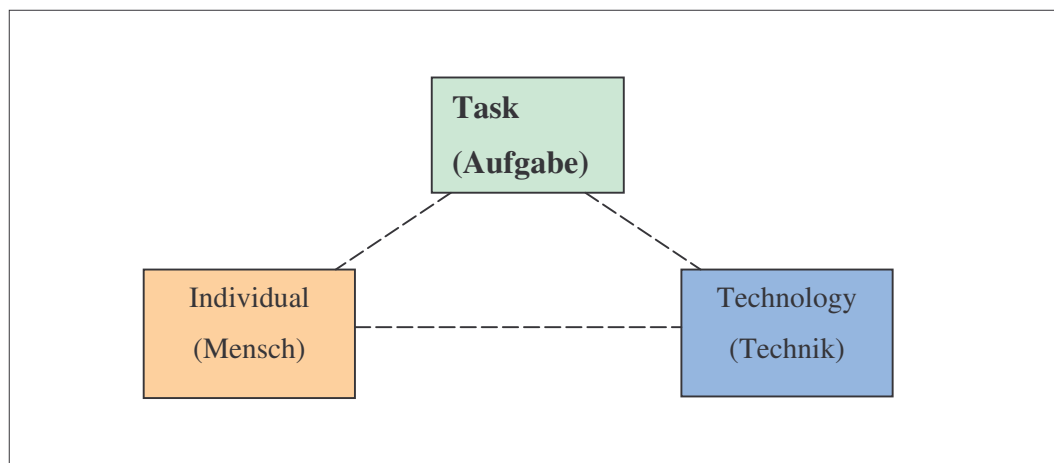 Task
(Aufgabe)
Individual
(Mensch)
Technology
(Technik)